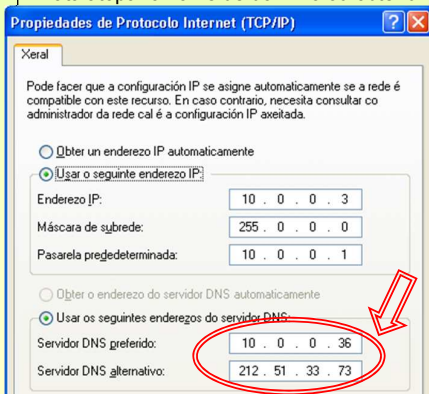 Propiedades de Protocolo Internet (TCP/IP)
Xeral
Pode facer que a configuración IP se asigne automaticamente se a rede é
compatible con este recurso. En caso contrario, necesita consultar co
administrador da rede cal é a configuración IP axeitada.
Obter un enderezo IP automaticamente
Usar o seguinte enderezo IP:
Enderezo IP: 10 . 0 . 0 . 3
Máscara de subrede: 255 . 0 . 0 . 0
Pasarela predeterminada: 10 . 0 . 0 . 1
Obter o enderezo do servidor DNS automaticamente
Usar os seguintes enderezos do servidor DNS:
Servidor DNS preferido: 10 . 0 . 0 . 36
Servidor DNS alternativo: 212 . 51 . 33 . 73